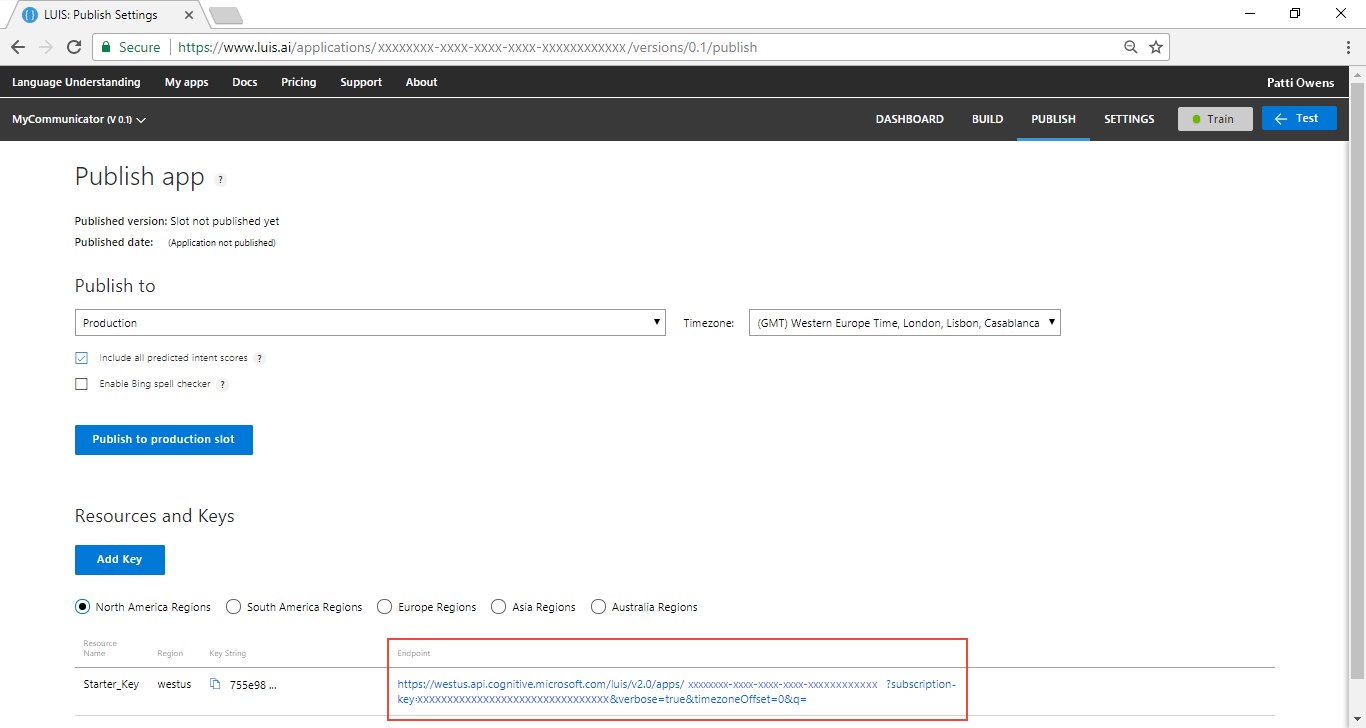 LUIS: Publish Settings
Secure
https://www.luis.ai/applications/xxxxxxxx-xxxx-xxxx-xxxx-xxxxxxxxxxxx/versions/0.1/publish
Language Understanding My apps Docs Pricing Support About Patti Owens
MyCommunicator (V 0.1) DASHBOARD BUILD PUBLISH SETTINGS Train Test
Publish app ?
Published version: Slot not published yet
Published date: (Application not published)
Publish to
Production Timezone: (GMT) Western Europe Time, London, Lisbon, Casablanca
Include all predicted intent scores ?
Enable Bing spell checker ?
Publish to production slot
Resources and Keys
Add Key
North America Regions South America Regions Europe Regions Asia Regions Australia Regions
Resource
Name Region Key String Endpoint
Starter_Key westus 755e98 ... https://westus.api.cognitive.microsoft.com/luis/v2.0/apps/ xxxxxxxx-xxxx-xxxx-xxxx-xxxxxxxxxxxx ?subscription-
key:xxxxxxxxxxxxxxxxxxxxxxxxxxxxxxxx&verbose=true&timezoneOffset=0&q=